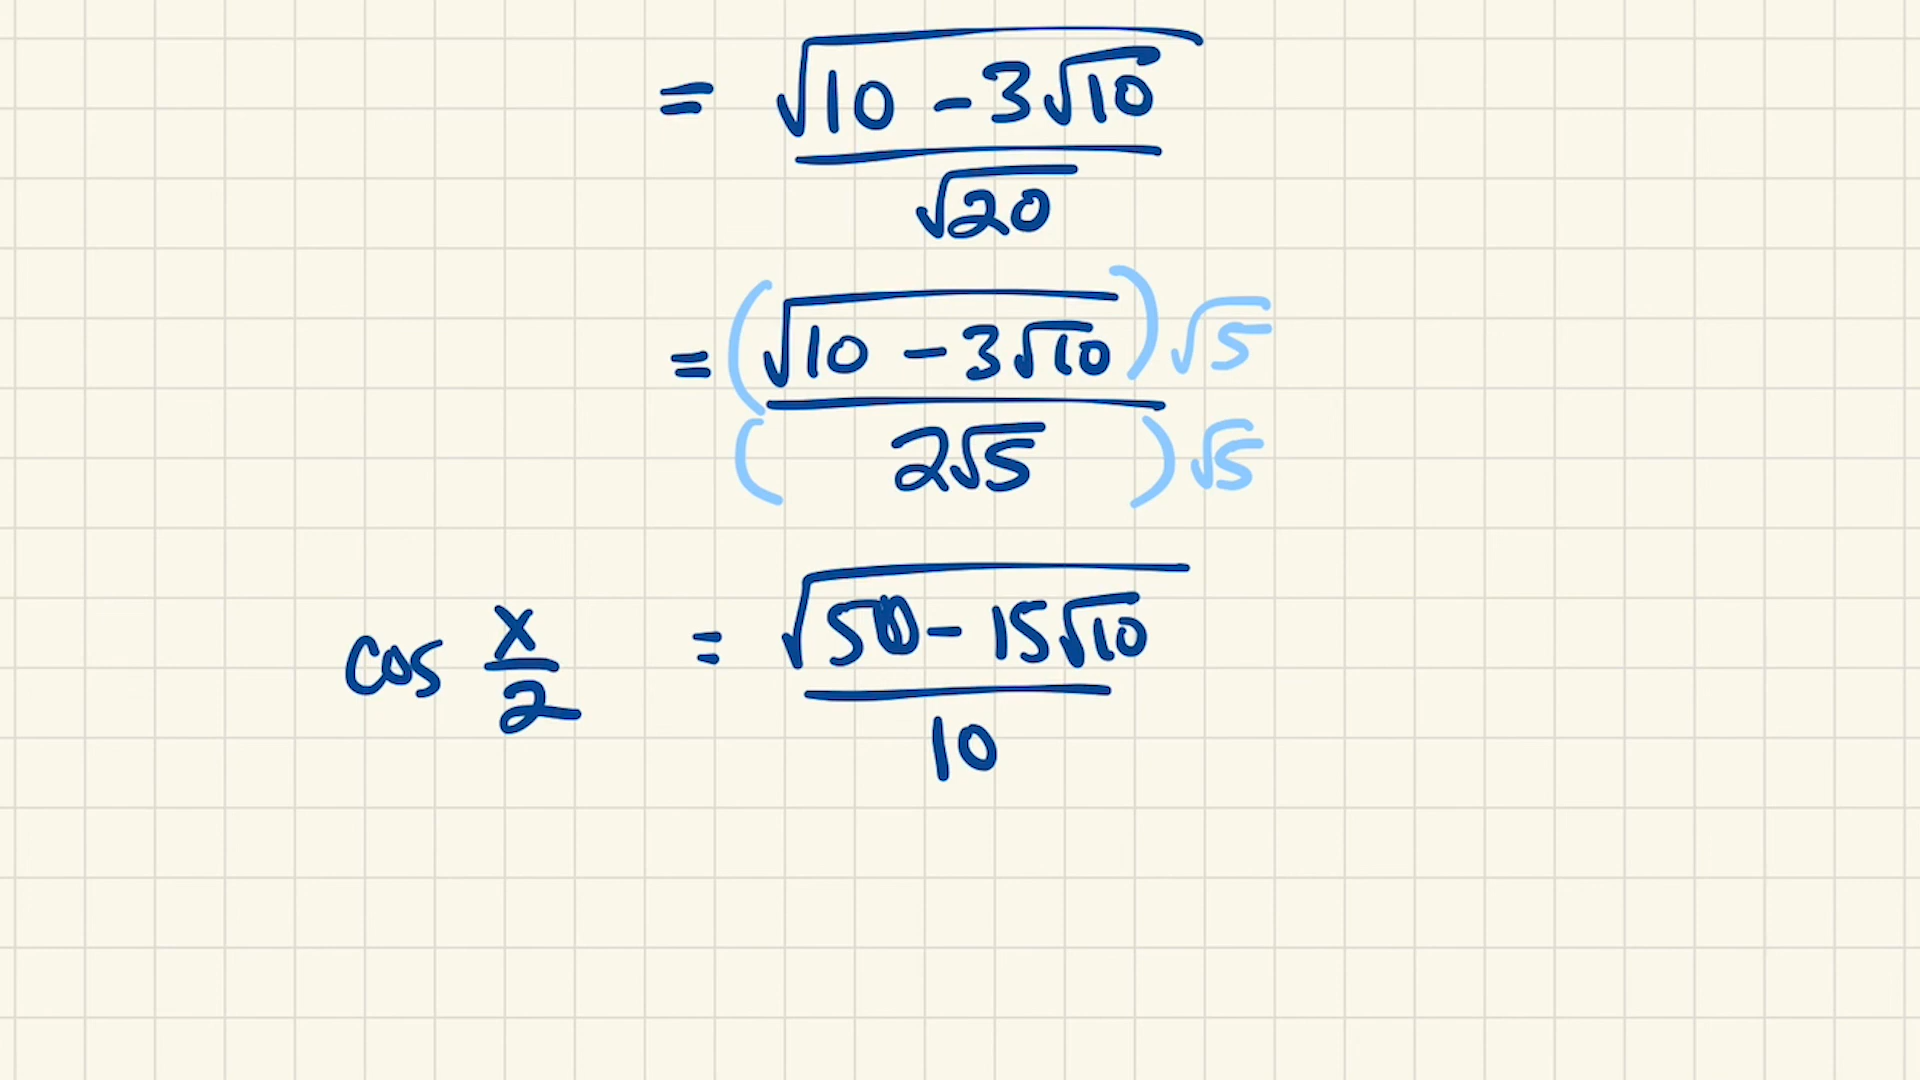 = √(10 - 3√10) / √20
= (√(10 - 3√10))√5 / (2√5)√5
cos x/2 = √(50 - 15√10) / 10